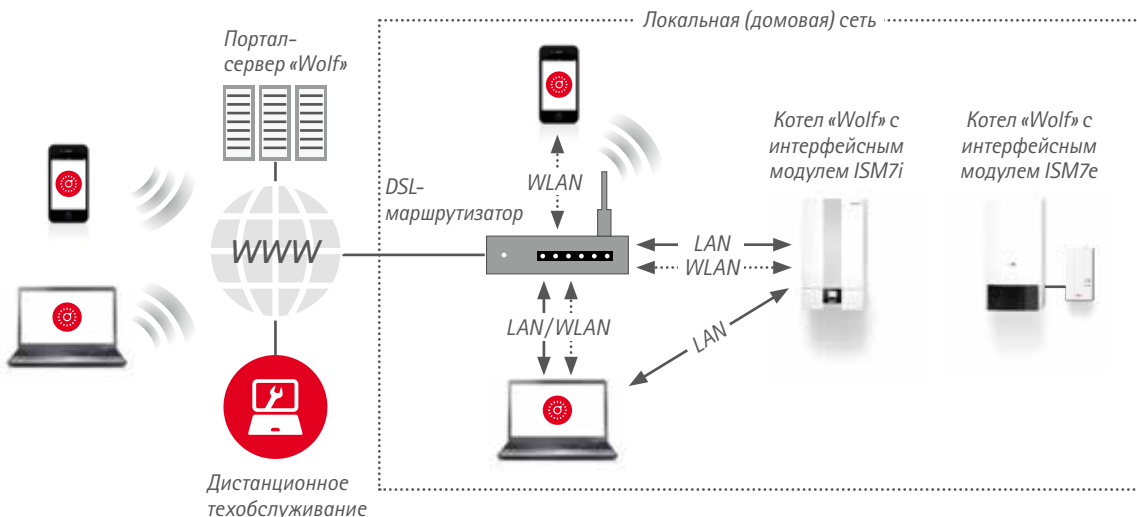 Локальная (домовая) сеть
Портал-
сервер «Wolf»
Котел «Wolf» с
интерфейсным
модулем ISM7i
Котел «Wolf» с
интерфейсным
модулем ISM7e
WLAN
DSL-
маршрутизатор
WWW
LAN
WLAN
LAN/WLAN
LAN
Дистанционное
техобслуживание